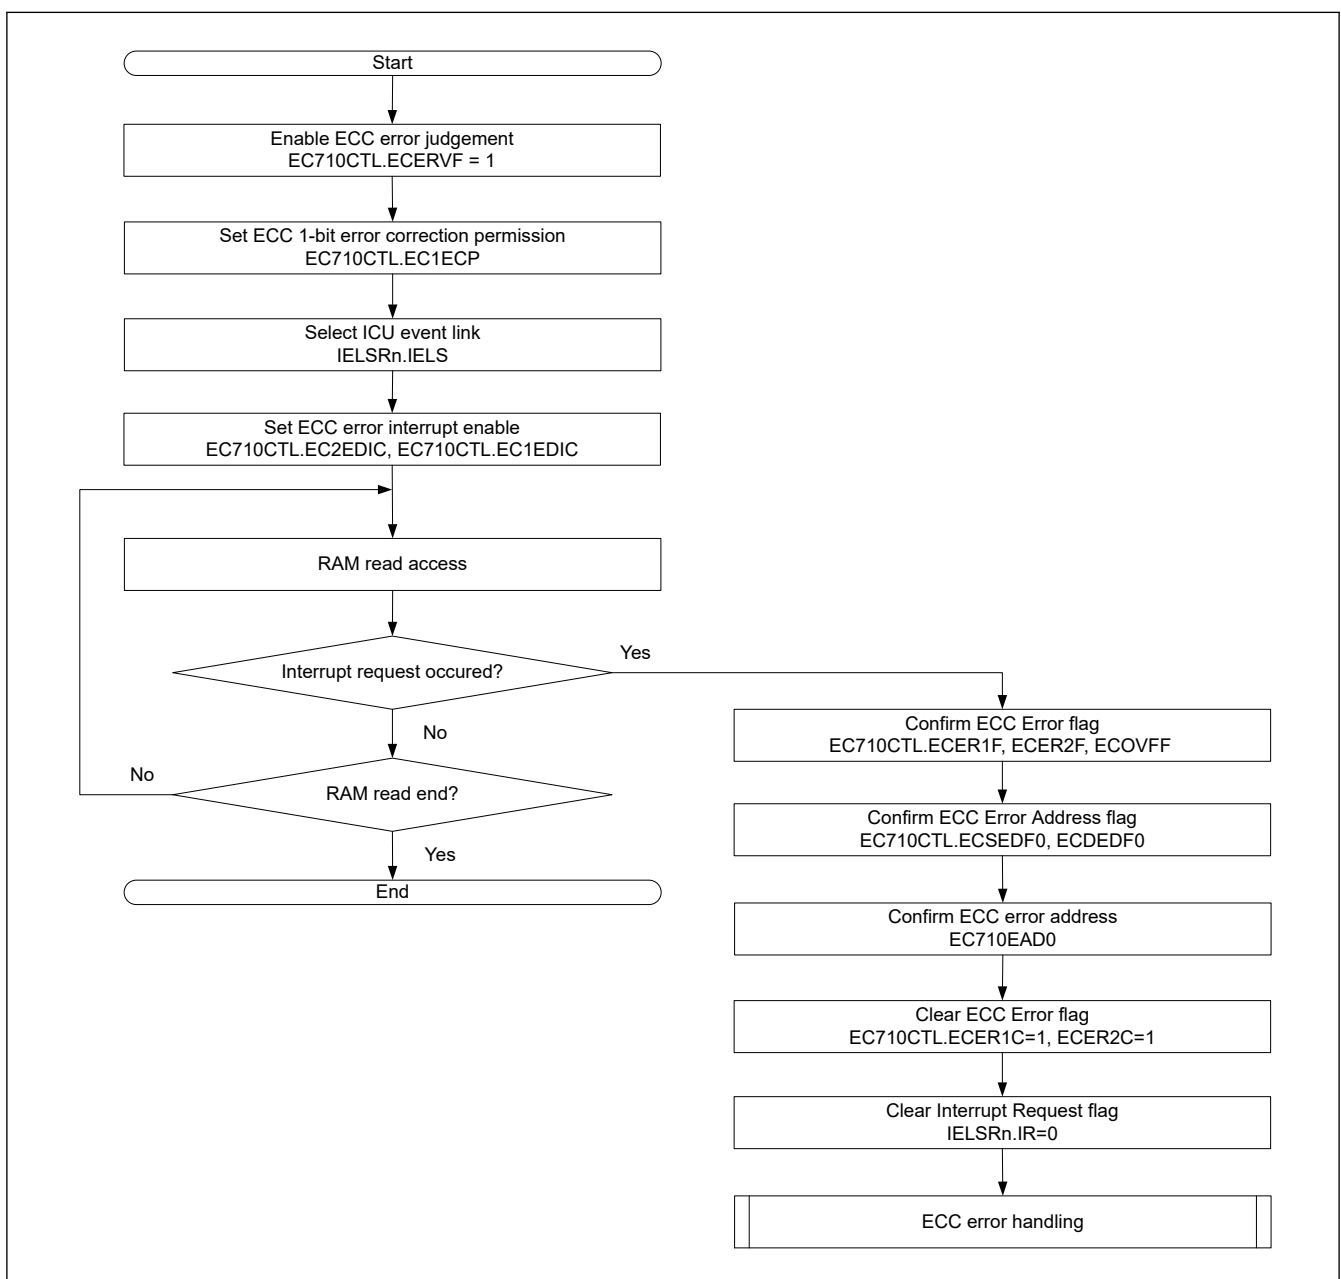 Start
Enable ECC error judgement
EC710CTL.ECERVF = 1
Set ECC 1-bit error correction permission
EC710CTL.EC1ECP
Select ICU event link
IELSRn.IELS
Set ECC error interrupt enable
EC710CTL.EC2EDIC, EC710CTL.EC1EDIC
RAM read access
Interrupt request occured?
Yes
No
RAM read end?
No
Yes
End
Confirm ECC Error flag
EC710CTL.ECER1F, ECER2F, ECOVFF
Confirm ECC Error Address flag
EC710CTL.ECSEDF0, ECDEDF0
Confirm ECC error address
EC710EAD0
Clear ECC Error flag
EC710CTL.ECER1C=1, ECER2C=1
Clear Interrupt Request flag
IELSRn.IR=0
ECC error handling